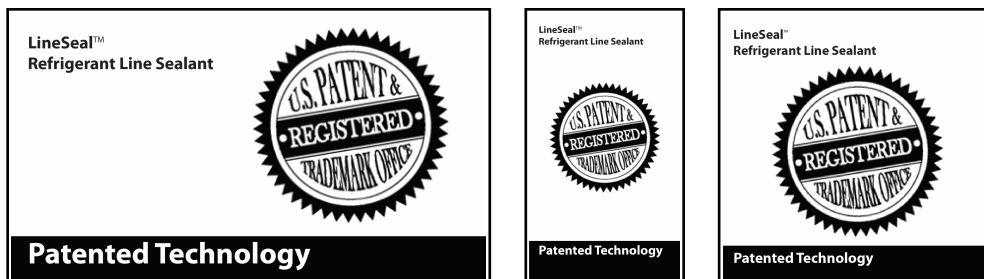 LineSeal™
Refrigerant Line Sealant
U.S. PATENT &
• REGISTERED •
TRADEMARK OFFICE
Patented Technology
LineSeal™
Refrigerant Line Sealant
U.S. PATENT &
• REGISTERED •
TRADEMARK OFFICE
Patented Technology
LineSeal™
Refrigerant Line Sealant
U.S. PATENT &
• REGISTERED •
TRADEMARK OFFICE
Patented Technology